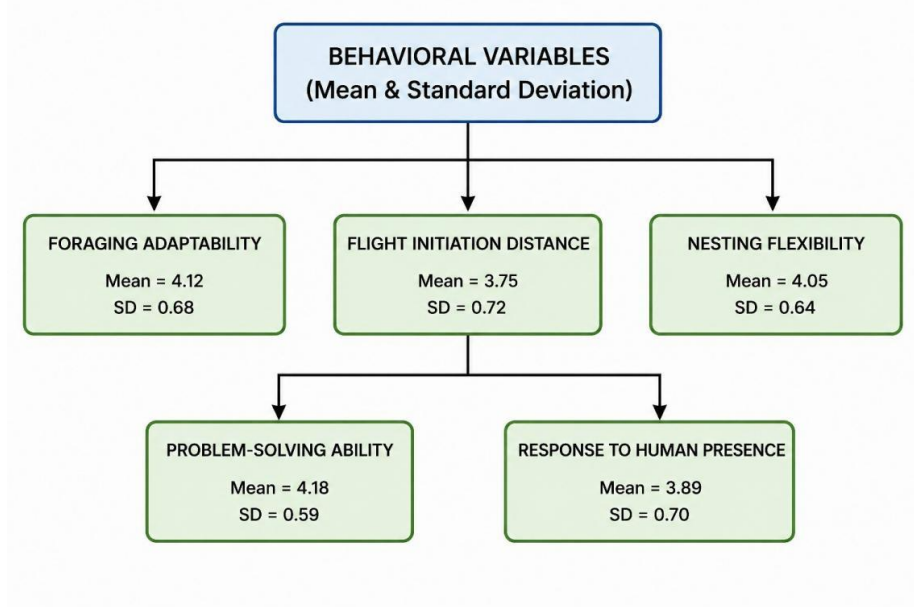 BEHAVIORAL VARIABLES
(Mean & Standard Deviation)
FORAGING ADAPTABILITY
Mean = 4.12
SD = 0.68
FLIGHT INITIATION DISTANCE
Mean = 3.75
SD = 0.72
NESTING FLEXIBILITY
Mean = 4.05
SD = 0.64
PROBLEM-SOLVING ABILITY
Mean = 4.18
SD = 0.59
RESPONSE TO HUMAN PRESENCE
Mean = 3.89
SD = 0.70